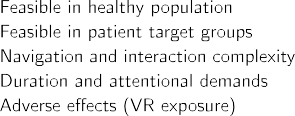 Feasible in healthy population
Feasible in patient target groups
Navigation and interaction complexity
Duration and attentional demands
Adverse effects (VR exposure)